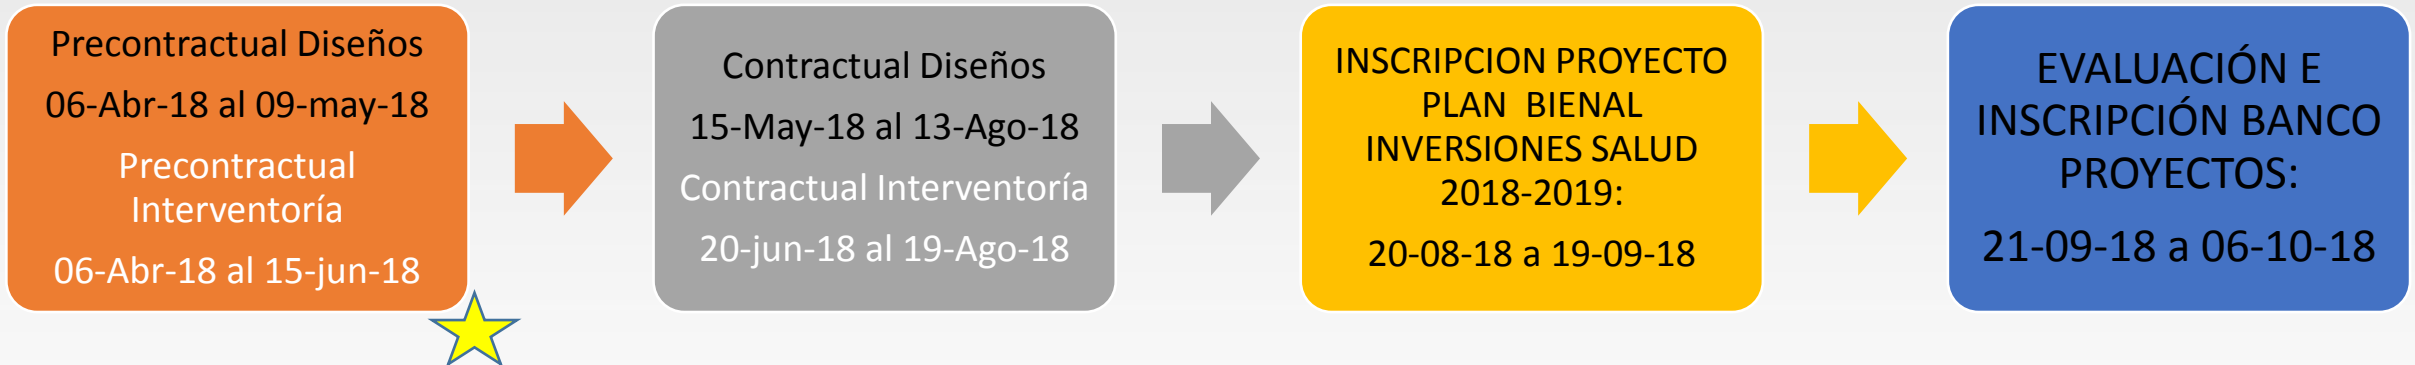 Precontractual Diseños
06-Abr-18 al 09-may-18
Precontractual
Interventoría
06-Abr-18 al 15-jun-18
Contractual Diseños
15-May-18 al 13-Ago-18
Contractual Interventoría
20-jun-18 al 19-Ago-18
INSCRIPCION PROYECTO
PLAN BIENAL
INVERSIONES SALUD
2018-2019:
20-08-18 a 19-09-18
EVALUACIÓN E
INSCRIPCIÓN BANCO
PROYECTOS:
21-09-18 a 06-10-18